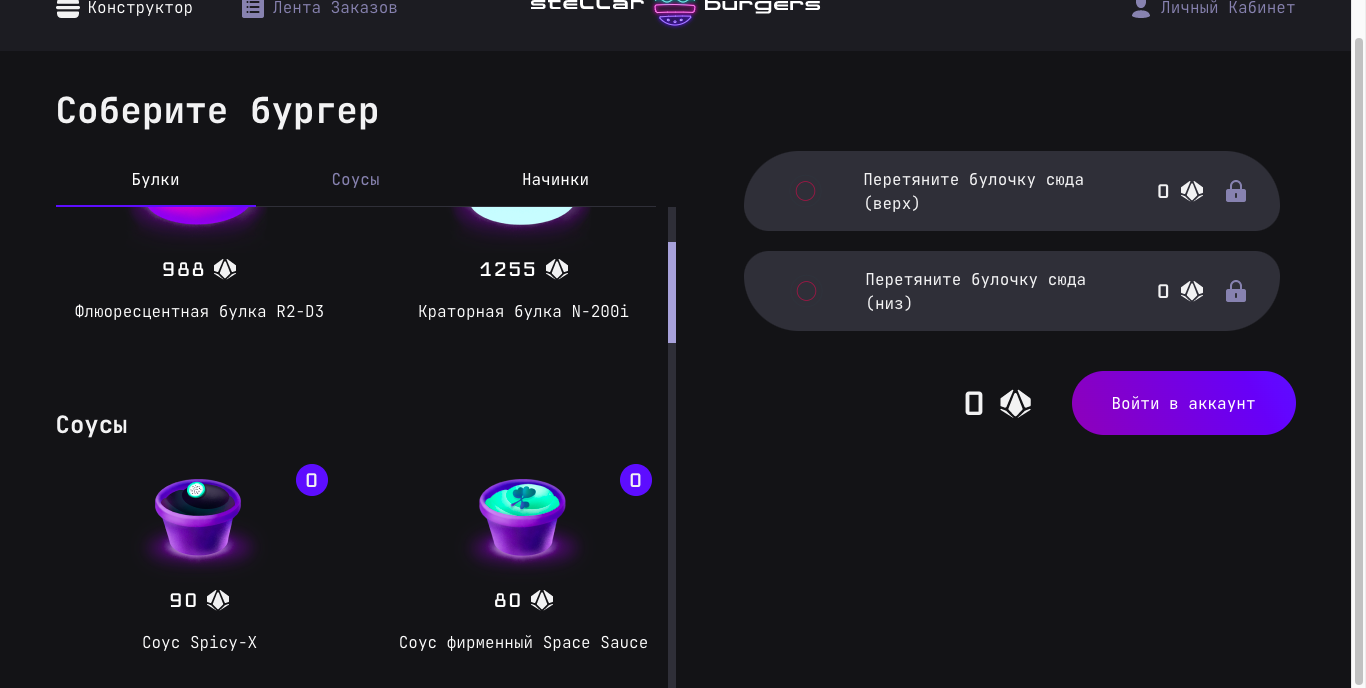 Конструктор
Лента Заказов
stellar burgers
Личный Кабинет
Соберите бургер
Булки
Соусы
Начинки
988
1255
Флюоресцентная булка R2-D3
Краторная булка N-200i
Соусы
0
0
90
80
Соус Spicy-X
Соус фирменный Space Sauce
Перетяните булочку сюда
(верх)
0
Перетяните булочку сюда
(низ)
0
0
Войти в аккаунт